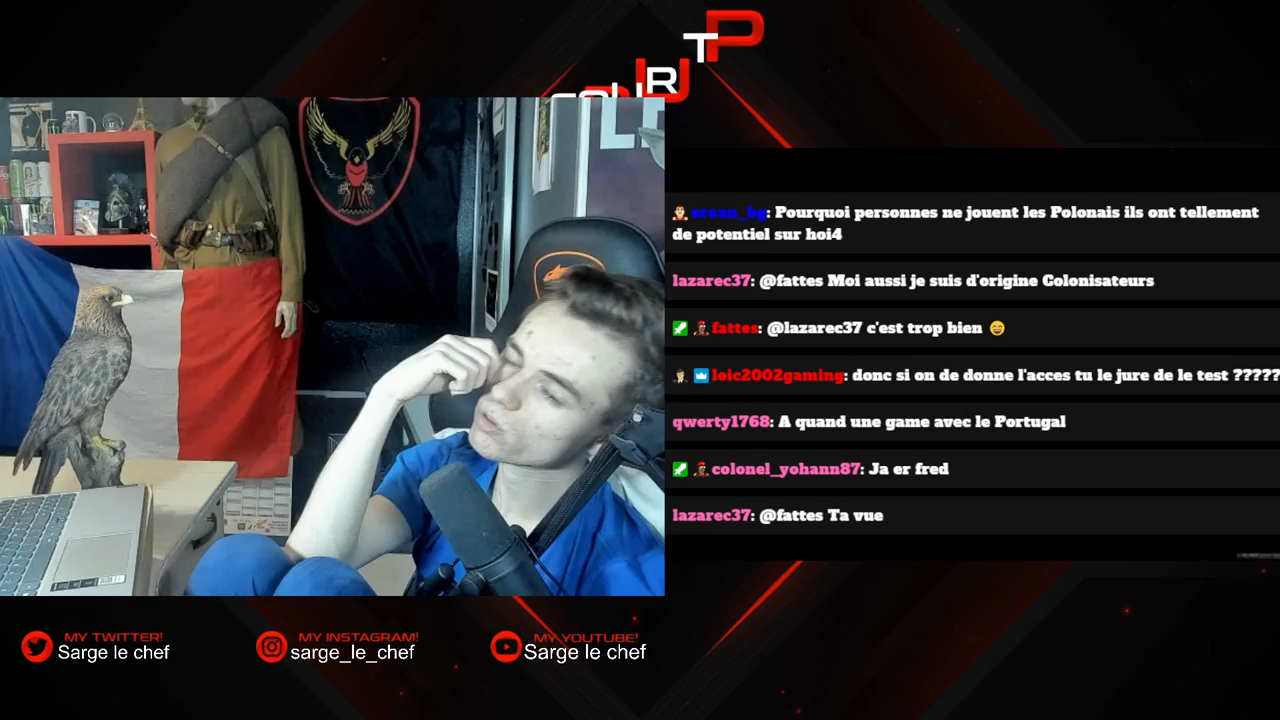 TP
eroan_bg: Pourquoi personnes ne jouent les Polonais ils ont tellement
de potentiel sur hoi4
lazarec37: @fattes Moi aussi je suis d'origine Colonisateurs
fattes: @lazarec37 c'est trop bien 😄
loic2002gaming: donc si on de donne l'acces tu le jure de le test ?????
qwerty1768: A quand une game avec le Portugal
colonel_yohann87: Ja er fred
lazarec37: @fattes Ta vue
MY TWITTER!
Sarge le chef
MY INSTAGRAM!
sarge_le_chef
MY YOUTUBE!
Sarge le chef